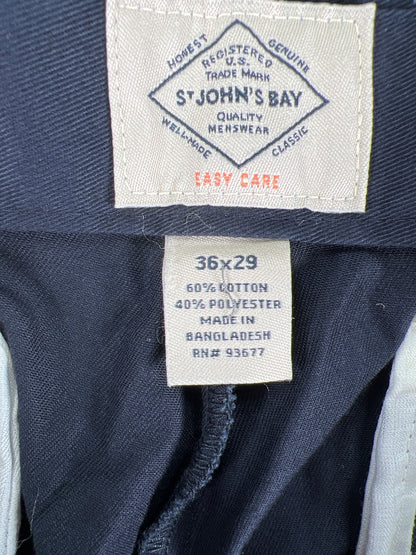 HONEST GENUINE
REGISTERED
U.S.
TRADE MARK
ST JOHN'S BAY
QUALITY
MENSWEAR
WELL-MADE CLASSIC
EASY CARE
36x29
60% COTTON
40% POLYESTER
MADE IN
BANGLADESH
RN# 93677